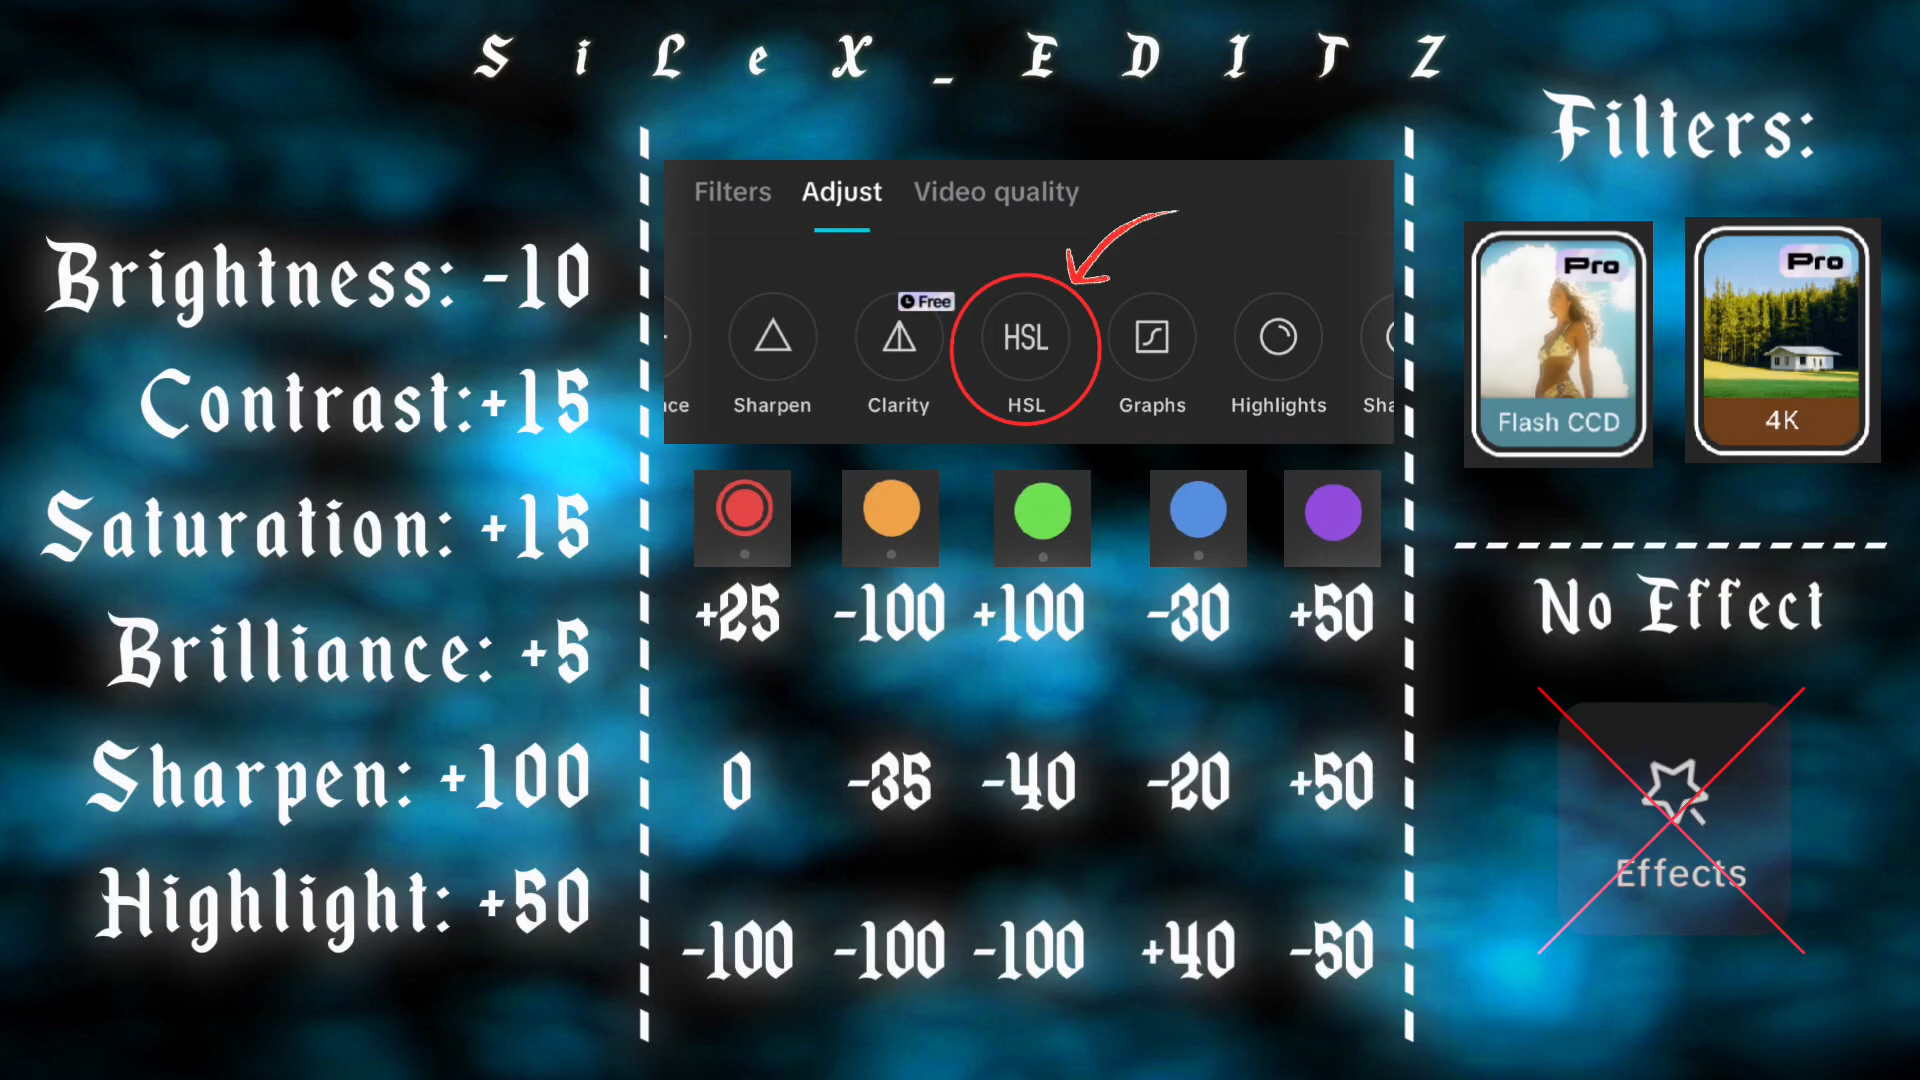 SiLeX_EDITZ
Brightness: -10
Contrast:+15
Saturation: +15
Brilliance: +5
Sharpen: +100
Highlight: +50
Filters Adjust Video quality
Free
HSL
nce Sharpen Clarity HSL Graphs Highlights Sha
+25 -100 +100 -30 +50
0 -35 -40 -20 +50
-100 -100 -100 +40 -50
Filters:
Pro Pro
Flash CCD 4K
No Effect
Effects